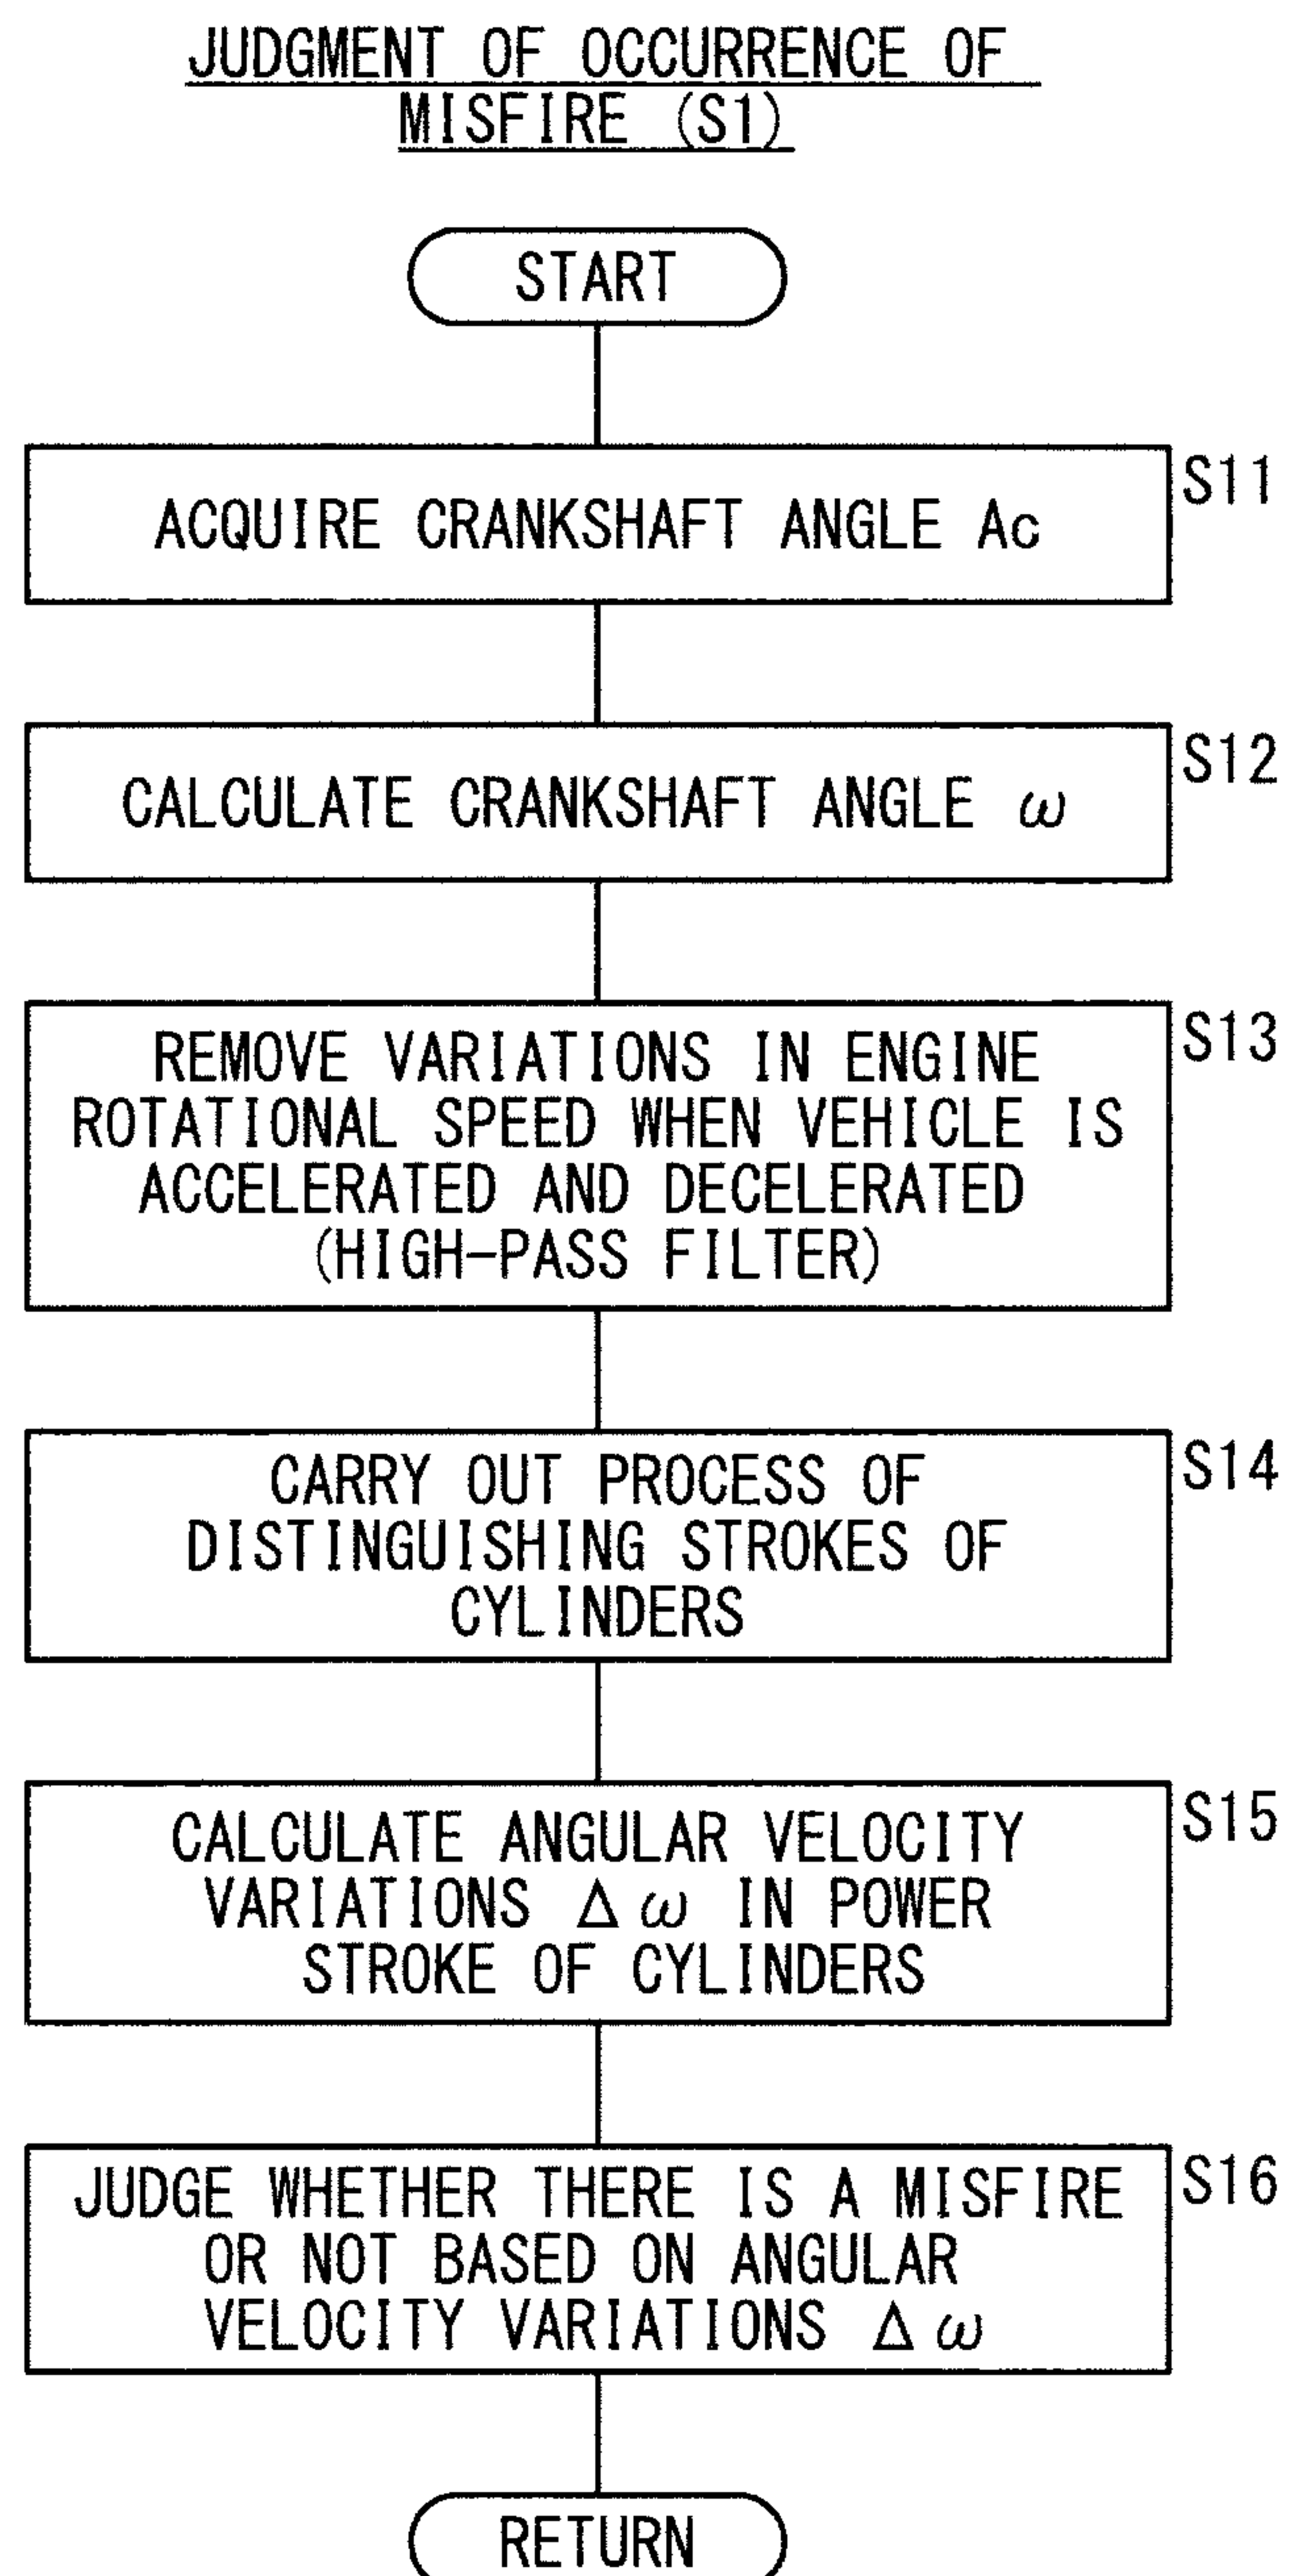 JUDGMENT OF OCCURRENCE OF
MISFIRE (S1)
START
S11
ACQUIRE CRANKSHAFT ANGLE Ac
S12
CALCULATE CRANKSHAFT ANGLE ω
S13
REMOVE VARIATIONS IN ENGINE
ROTATIONAL SPEED WHEN VEHICLE IS
ACCELERATED AND DECELERATED
(HIGH-PASS FILTER)
S14
CARRY OUT PROCESS OF
DISTINGUISHING STROKES OF
CYLINDERS
S15
CALCULATE ANGULAR VELOCITY
VARIATIONS Δω IN POWER
STROKE OF CYLINDERS
S16
JUDGE WHETHER THERE IS A MISFIRE
OR NOT BASED ON ANGULAR
VELOCITY VARIATIONS Δω
RETURN